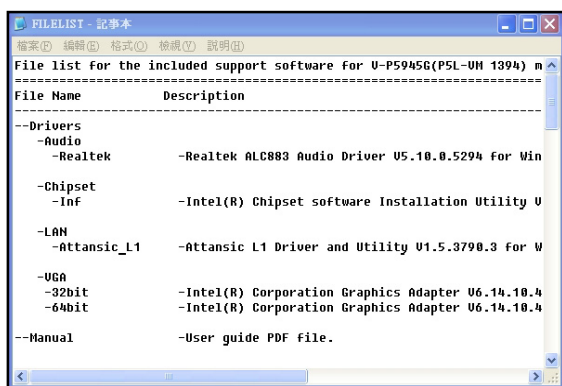 FILELIST - 記事本
檔案(F) 編輯(E) 格式(O) 檢視(V) 說明(H)
File list for the included support software for V-P5945G(P5L-VM 1394) m
=======================================================================
File Name Description
-----------------------------------------------------------------------
--Drivers
-Audio
-Realtek -Realtek ALC883 Audio Driver V5.10.0.5294 for Win
-Chipset
-Inf -Intel(R) Chipset software Installation Utility V
-LAN
-Attansic_L1 -Attansic L1 Driver and Utility V1.5.3790.3 for W
-VGA
-32bit -Intel(R) Corporation Graphics Adapter V6.14.10.4
-64bit -Intel(R) Corporation Graphics Adapter V6.14.10.4
--Manual -User guide PDF file.